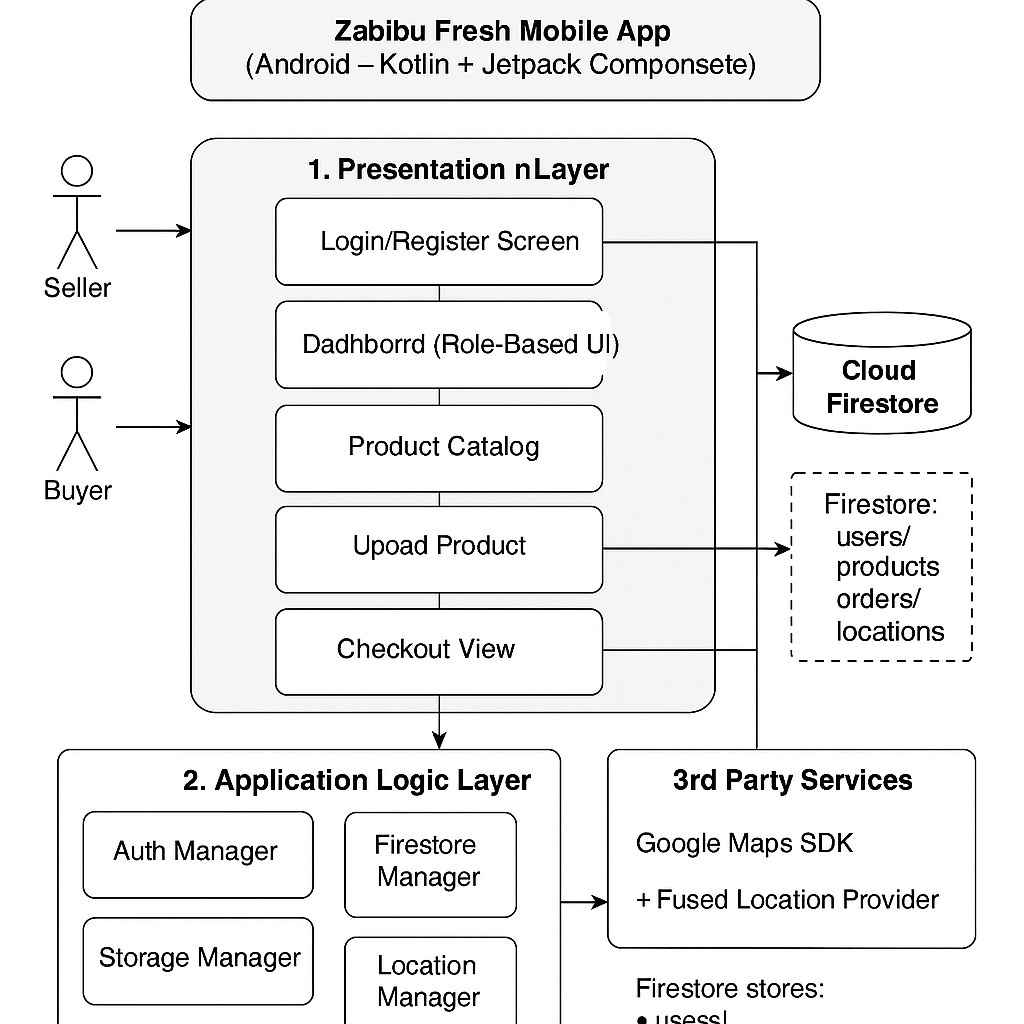 Zabibu Fresh Mobile App
(Android – Kotlin + Jetpack Componsete)
1. Presentation nLayer
Seller
Buyer
Login/Register Screen
Dadhborrd (Role-Based UI)
Product Catalog
Upoad Product
Checkout View
Cloud
Firestore
Firestore:
users/
products
orders/
locations
2. Application Logic Layer
Auth Manager
Firestore
Manager
Storage Manager
Location
Manager
3rd Party Services
Google Maps SDK
+ Fused Location Provider
Firestore stores: